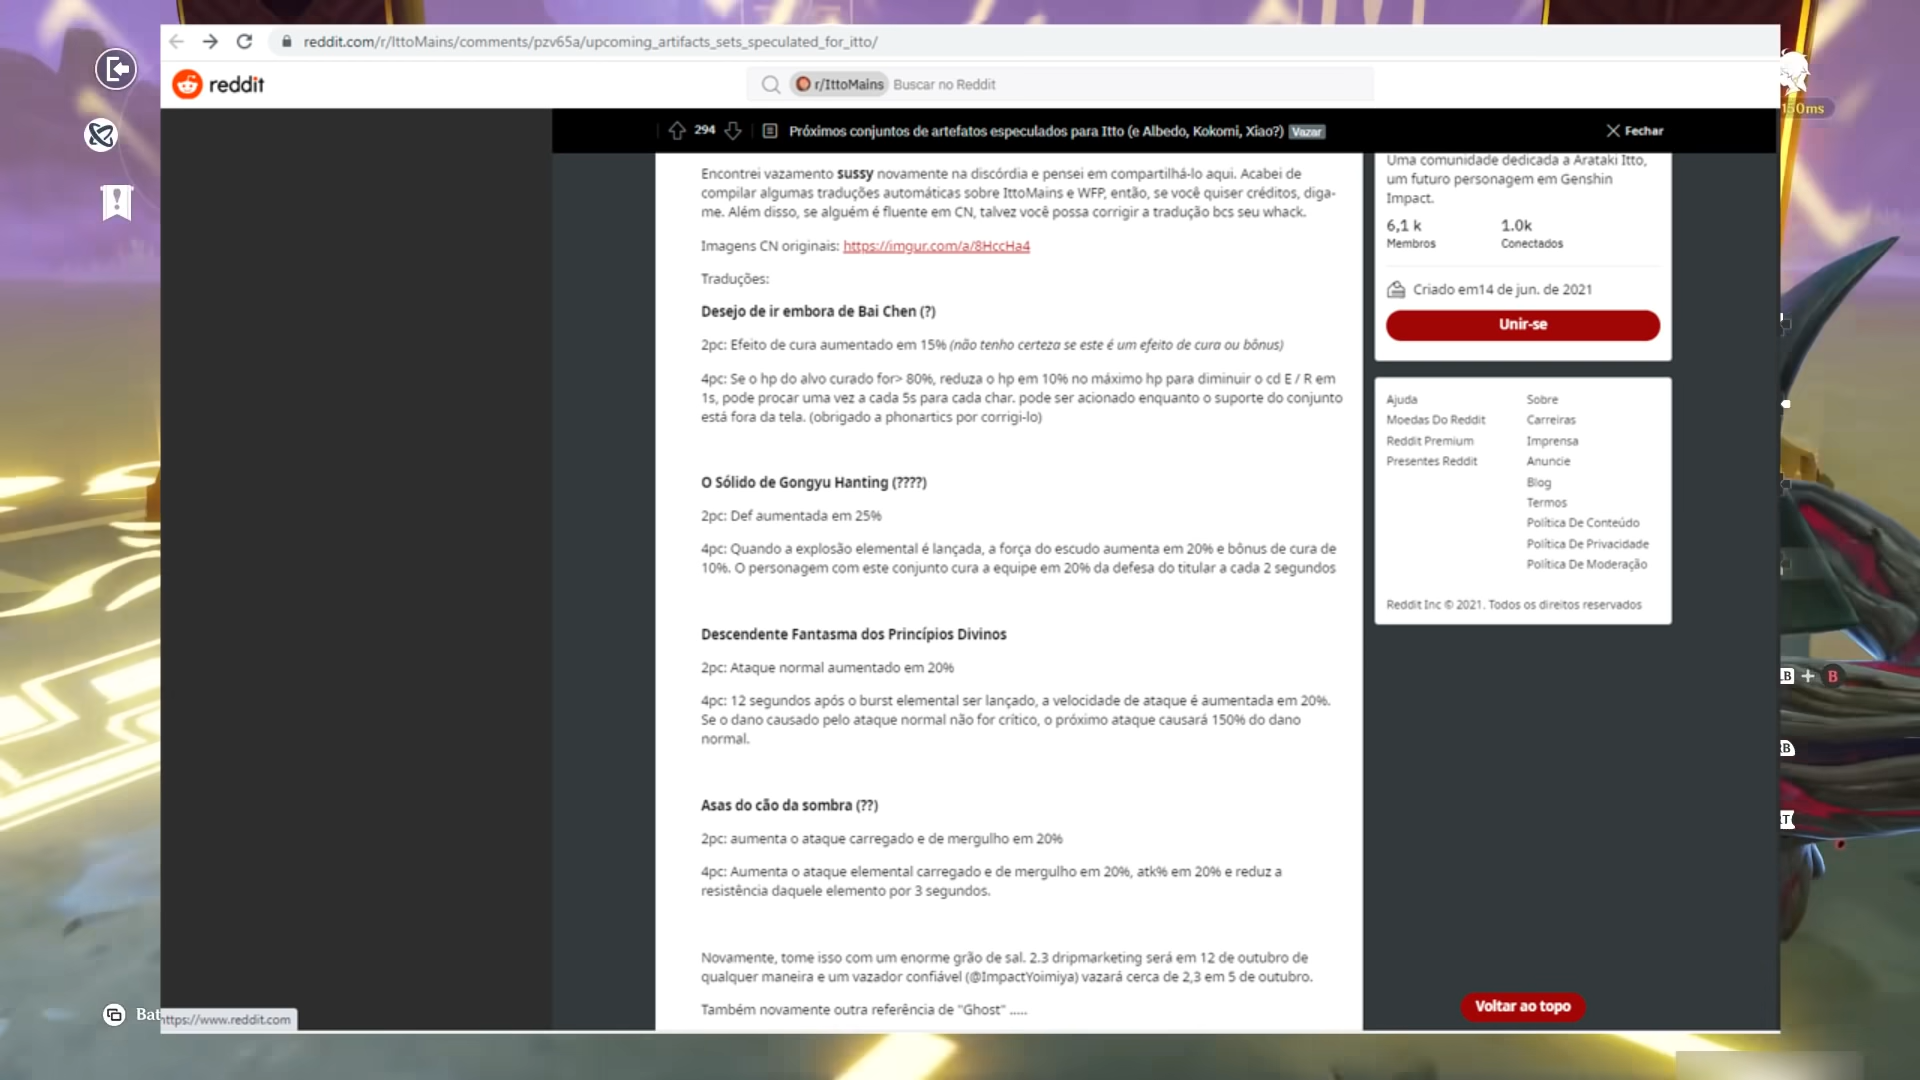 reddit.com/r/IttoMains/comments/pzv65a/upcoming_artifacts_sets_speculated_for_itto/
reddit
r/IttoMains Buscar no Reddit
150ms
294 Próximos conjuntos de artefatos especulados para Itto (e Albedo, Kokomi, Xiao?) Vazar
Fechar
Encontrei vazamento sussy novamente na discórdia e pensei em compartilhá-lo aqui. Acabei de
compilar algumas traduções automáticas sobre IttoMains e WFP, então, se você quiser créditos, diga-
me. Além disso, se alguém é fluente em CN, talvez você possa corrigir a tradução bcs seu whack.
Imagens CN originais: https://imgur.com/a/8HccHa4
Traduções:
Desejo de ir embora de Bai Chen (?)
2pc: Efeito de cura aumentado em 15% (não tenho certeza se este é um efeito de cura ou bônus)
4pc: Se o hp do alvo curado for> 80%, reduza o hp em 10% no máximo hp para diminuir o cd E / R em
1s, pode procar uma vez a cada 5s para cada char. pode ser acionado enquanto o suporte do conjunto
está fora da tela. (obrigado a phonartics por corrigi-lo)
O Sólido de Gongyu Hanting (????)
2pc: Def aumentada em 25%
4pc: Quando a explosão elemental é lançada, a força do escudo aumenta em 20% e bônus de cura de
10%. O personagem com este conjunto cura a equipe em 20% da defesa do titular a cada 2 segundos
Descendente Fantasma dos Princípios Divinos
2pc: Ataque normal aumentado em 20%
4pc: 12 segundos após o burst elemental ser lançado, a velocidade de ataque é aumentada em 20%.
Se o dano causado pelo ataque normal não for crítico, o próximo ataque causará 150% do dano
normal.
Asas do cão da sombra (??)
2pc: aumenta o ataque carregado e de mergulho em 20%
4pc: Aumenta o ataque elemental carregado e de mergulho em 20%, atk% em 20% e reduz a
resistência daquele elemento por 3 segundos.
Novamente, tome isso com um enorme grão de sal. 2.3 dripmarketing será em 12 de outubro de
qualquer maneira e um vazador confiável (@ImpactYoimiya) vazará cerca de 2,3 em 5 de outubro.
Também novamente outra referência de "Ghost" .....
Uma comunidade dedicada a Arataki Itto,
um futuro personagem em Genshin
Impact.
6,1 k 1.0k
Membros Conectados
Criado em14 de jun. de 2021
Unir-se
Ajuda Sobre
Moedas Do Reddit Carreiras
Reddit Premium Imprensa
Presentes Reddit Anuncie
Blog
Termos
Política De Conteúdo
Política De Privacidade
Política De Moderação
Reddit Inc © 2021. Todos os direitos reservados
Voltar ao topo
LB + B
RB
RT
Bat
https://www.reddit.com